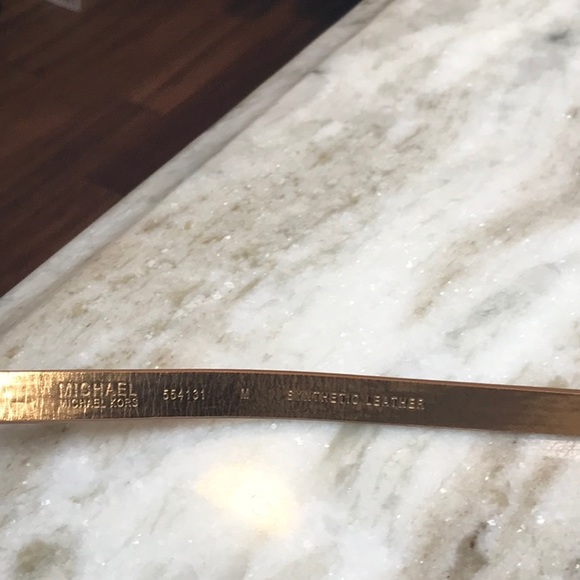 MICHAEL
MICHAEL KORS
554131 M SYNTHETIC LEATHER